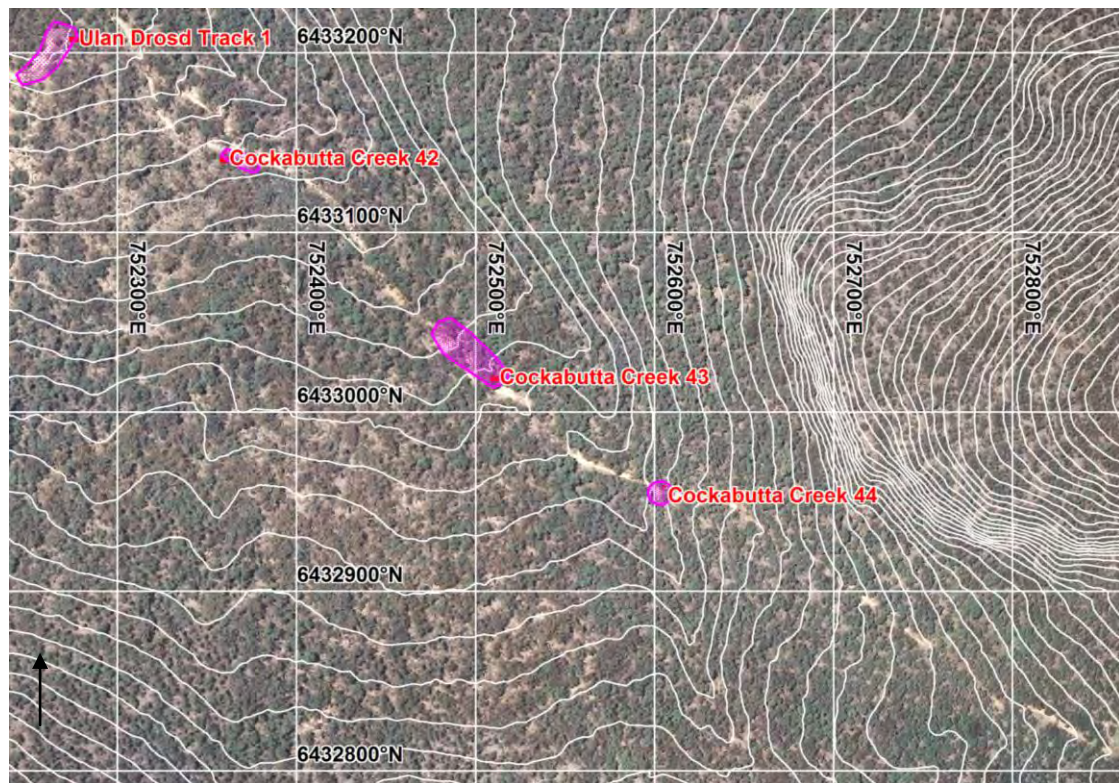 Ulan Drosd Track 1
6433200°N
Cockabutta Creek 42
6433100°N
752300°E
752400°E
752500°E
752600°E
752700°E
752800°E
Cockabutta Creek 43
6433000°N
Cockabutta Creek 44
6432900°N
6432800°N